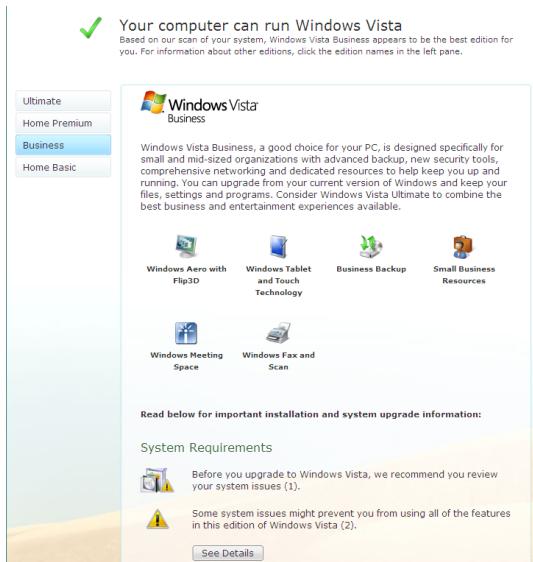 Your computer can run Windows Vista
Based on our scan of your system, Windows Vista Business appears to be the best edition for
you. For information about other editions, click the edition names in the left pane.
Ultimate
Home Premium
Business
Home Basic
Windows Vista
Business
Windows Vista Business, a good choice for your PC, is designed specifically for
small and mid-sized organizations with advanced backup, new security tools,
comprehensive networking and dedicated resources to help keep you up and
running. You can upgrade from your current version of Windows and keep your
files, settings and programs. Consider Windows Vista Ultimate to combine the
best business and entertainment experiences available.
Windows Aero with
Flip3D
Windows Tablet
and Touch
Technology
Business Backup
Small Business
Resources
Windows Meeting
Space
Windows Fax and
Scan
Read below for important installation and system upgrade information:
System Requirements
Before you upgrade to Windows Vista, we recommend you review
your system issues (1).
Some system issues might prevent you from using all of the features
in this edition of Windows Vista (2).
See Details